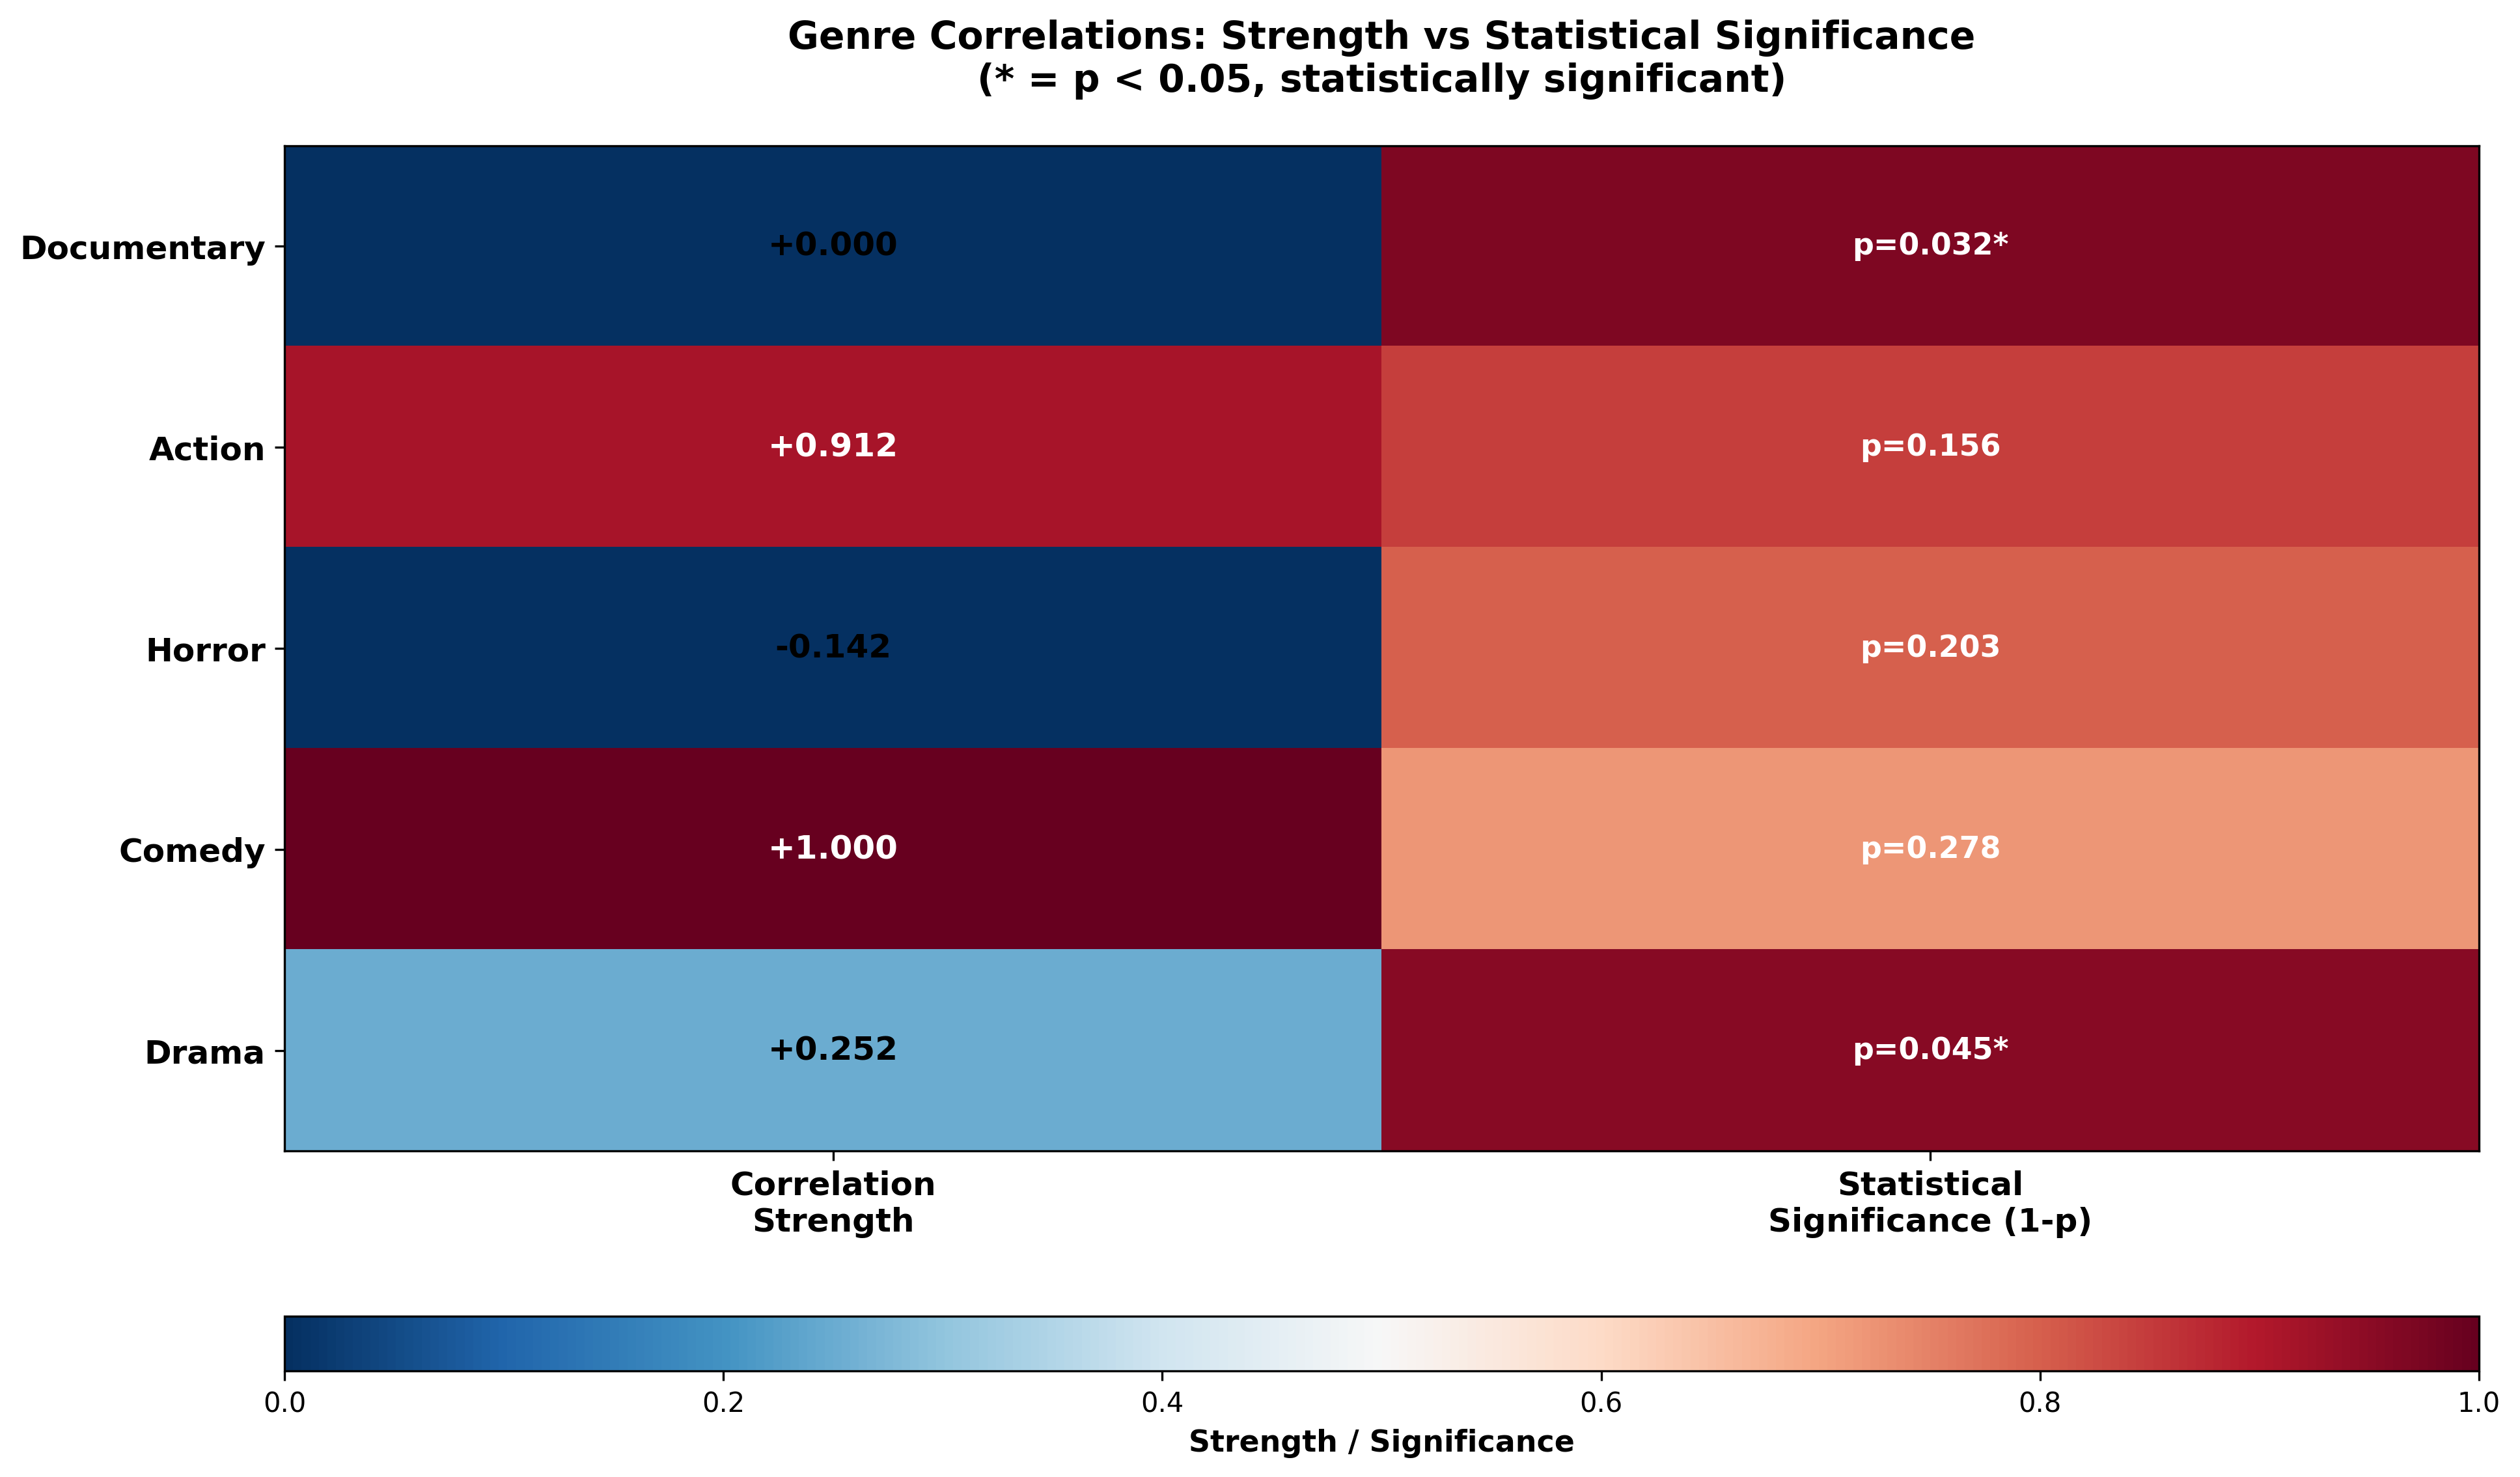 Genre Correlations: Strength vs Statistical Significance
(* = p < 0.05, statistically significant)
Documentary
+0.000
p=0.032*
Action
+0.912
p=0.156
Horror
-0.142
p=0.203
Comedy
+1.000
p=0.278
Drama
+0.252
p=0.045*
Correlation
Strength
Statistical
Significance (1-p)
0.0
0.2
0.4
0.6
0.8
1.0
Strength / Significance